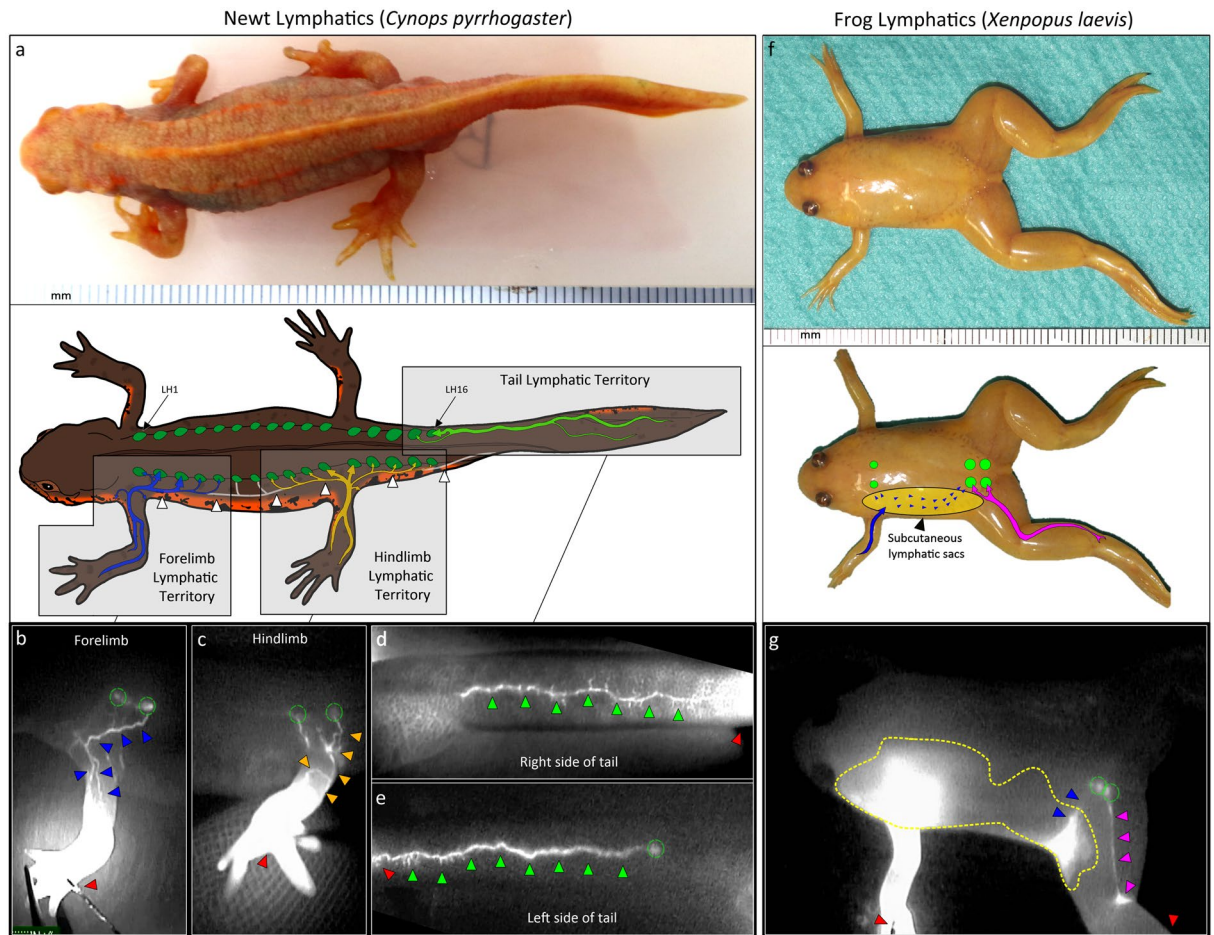 Newt Lymphatics (Cynops pyrrhogaster)
Frog Lymphatics (Xenpopus laevis)
a
mm
LH1
LH16
Tail Lymphatic Territory
Forelimb
Lymphatic
Territory
Hindlimb
Lymphatic
Territory
b
Forelimb
c
Hindlimb
d
Right side of tail
e
Left side of tail
f
mm
Subcutaneous
lymphatic sacs
g